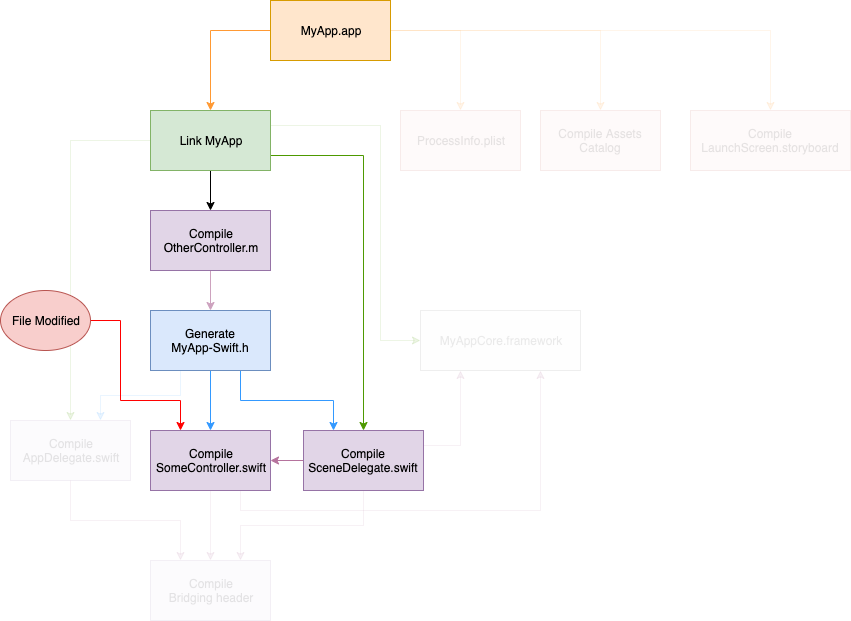 MyApp.app
Link MyApp
ProcessInfo.plist
Compile Assets
Catalog
Compile
LaunchScreen.storyboard
Compile
OtherController.m
File Modified
Generate
MyApp-Swift.h
MyAppCore.framework
Compile
AppDelegate.swift
Compile
SomeController.swift
Compile
SceneDelegate.swift
Compile
Bridging header